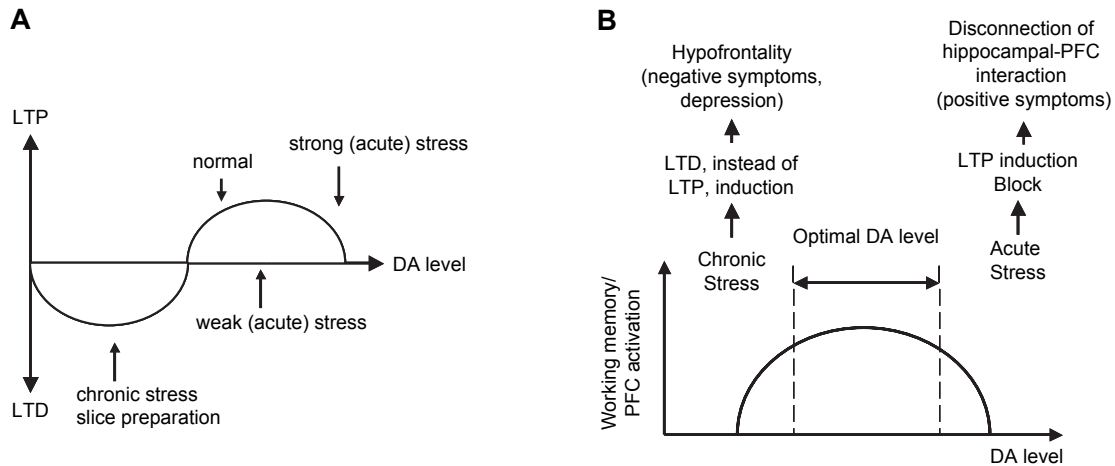 A
LTP
normal
strong (acute) stress
DA level
weak (acute) stress
chronic stress
slice preparation
LTD
B
Hypofrontality
(negative symptoms,
depression)
LTD, instead of
LTP, induction
Chronic
Stress
Optimal DA level
Disconnection of
hippocampal-PFC
interaction
(positive symptoms)
LTP induction
Block
Acute
Stress
Working memory/
PFC activation
DA level